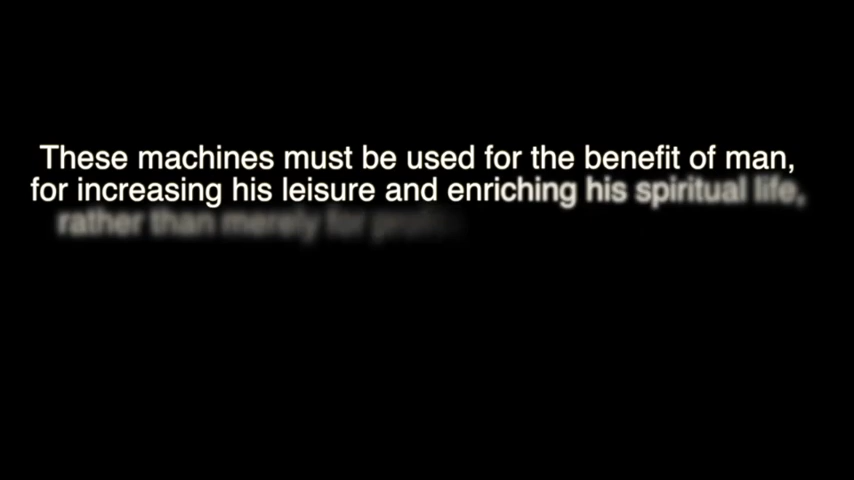 These machines must be used for the benefit of man,
for increasing his leisure and enriching his spiritual life,
rather than merely for